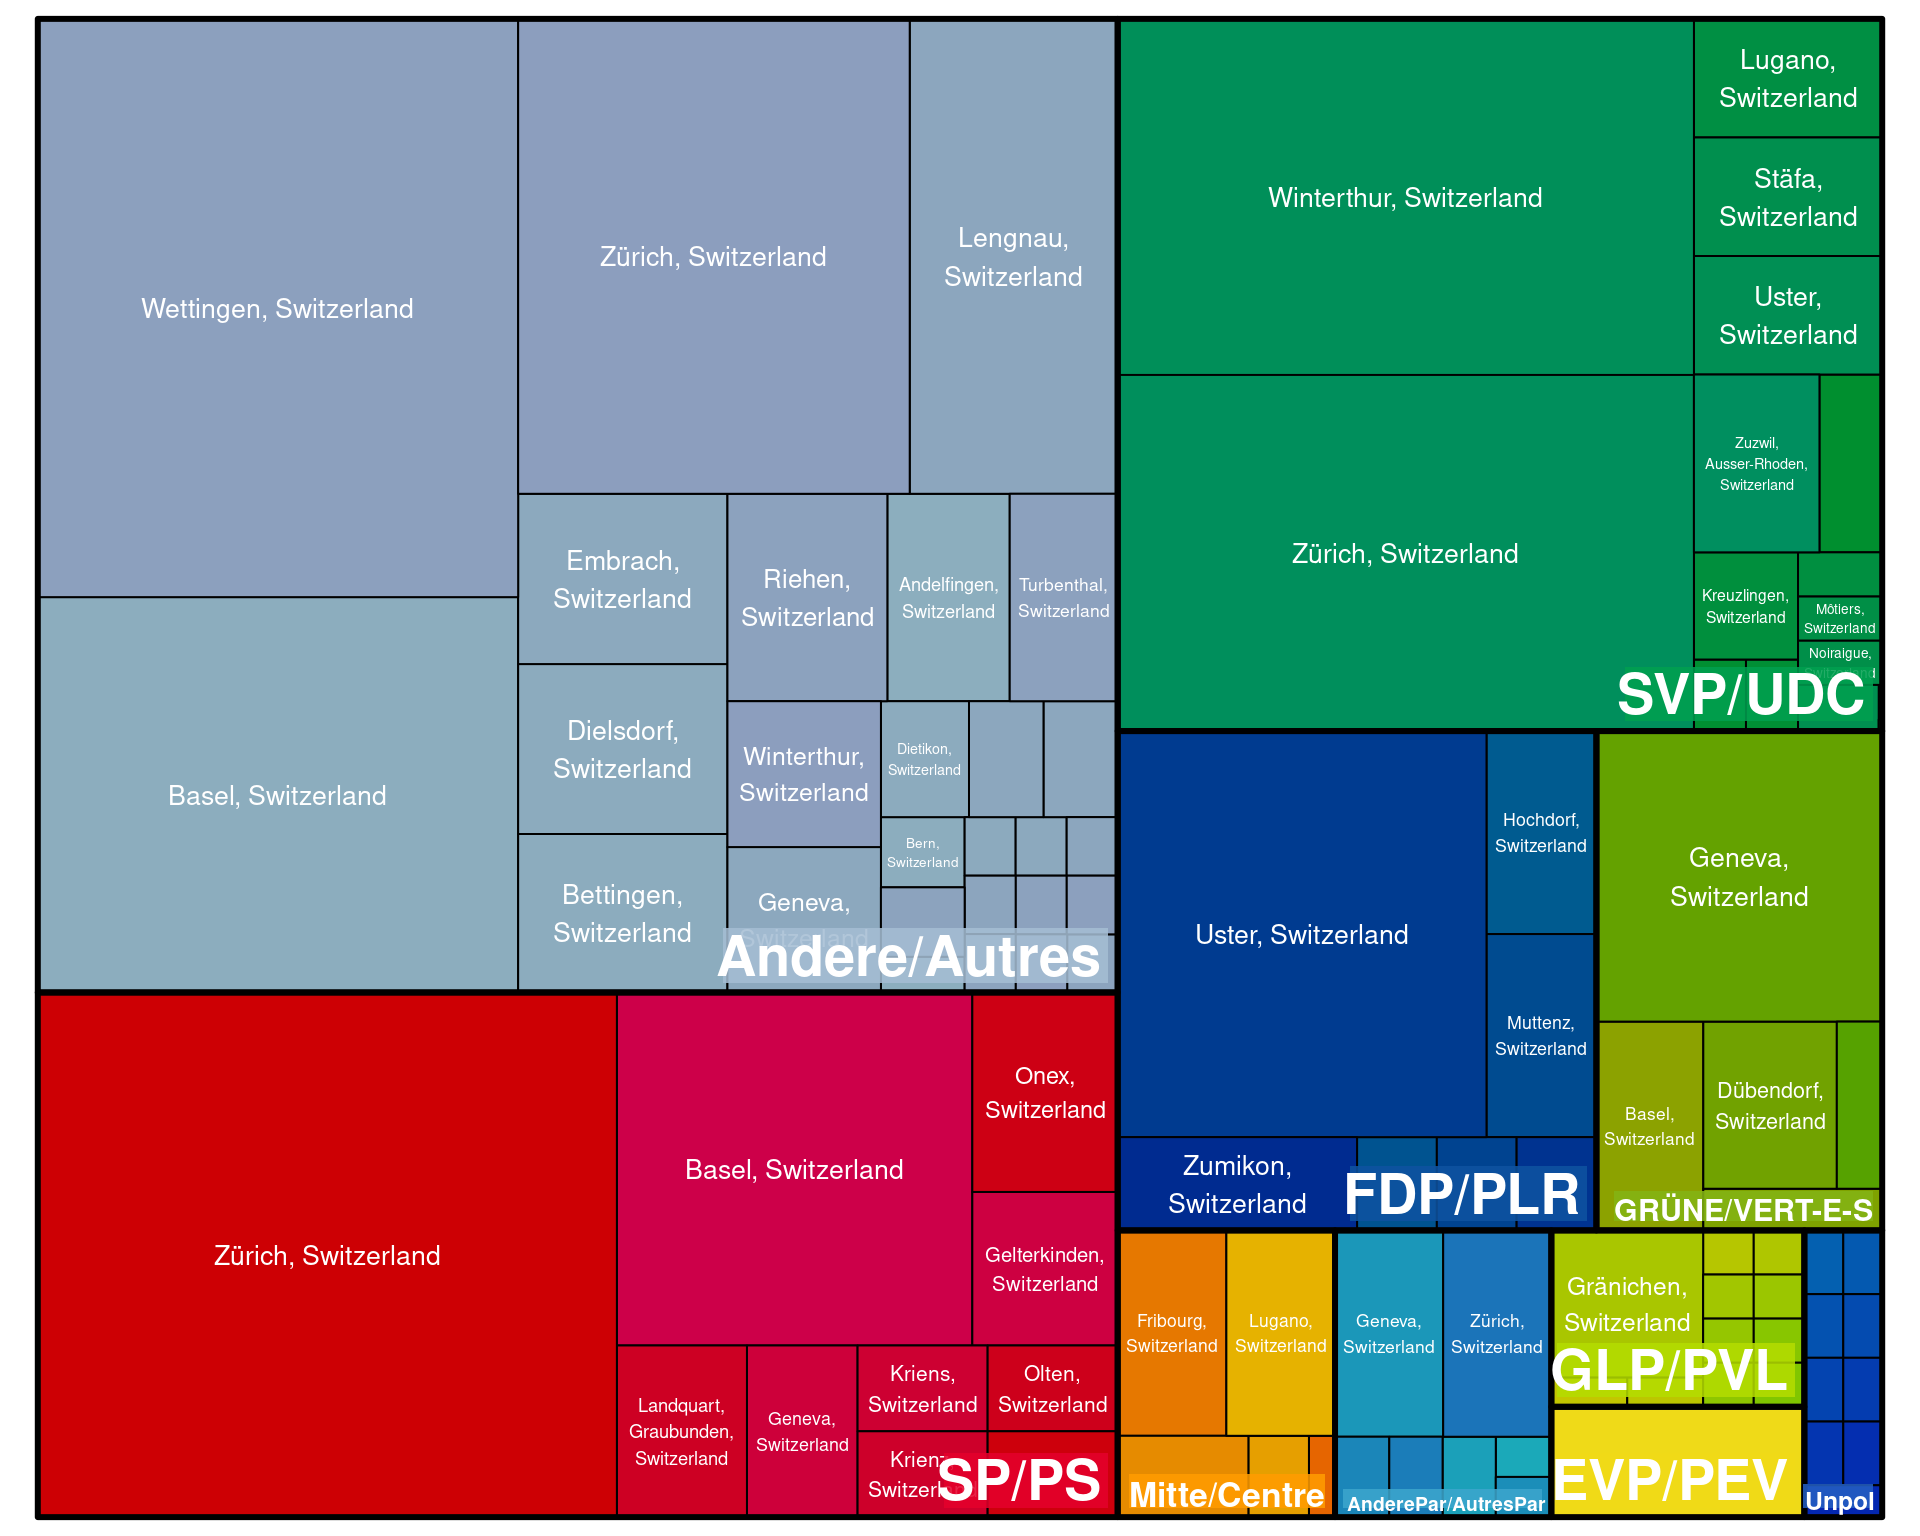 Wettingen, Switzerland
Zürich, Switzerland
Lengnau,
Switzerland
Basel, Switzerland
Embrach,
Switzerland
Dielsdorf,
Switzerland
Bettingen,
Switzerland
Riehen,
Switzerland
Andelfingen,
Switzerland
Turbenthal,
Switzerland
Winterthur,
Switzerland
Dietikon,
Switzerland
Bern,
Switzerland
Geneva,
Switzerland
Andere/Autres
Winterthur, Switzerland
Zürich, Switzerland
Lugano,
Switzerland
Stäfa,
Switzerland
Uster,
Switzerland
Zuzwil,
Ausser-Rhoden,
Switzerland
Kreuzlingen,
Switzerland
Môtiers,
Switzerland
Noiraigue,
Switzerland
SVP/UDC
Zürich, Switzerland
Basel, Switzerland
Onex,
Switzerland
Gelterkinden,
Switzerland
Landquart,
Graubunden,
Switzerland
Geneva,
Switzerland
Kriens,
Switzerland
Olten,
Switzerland
Krienz
Switzerland
SP/PS
Uster, Switzerland
Hochdorf,
Switzerland
Muttenz,
Switzerland
Zumikon,
Switzerland
FDP/PLR
Geneva,
Switzerland
Basel,
Switzerland
Dübendorf,
Switzerland
GRÜNE/VERT-E-S
Fribourg,
Switzerland
Lugano,
Switzerland
Mitte/Centre
Geneva,
Switzerland
Zürich,
Switzerland
AnderePar/AutresPar
Gränichen,
Switzerland
GLP/PVL
EVP/PEV
Unpol